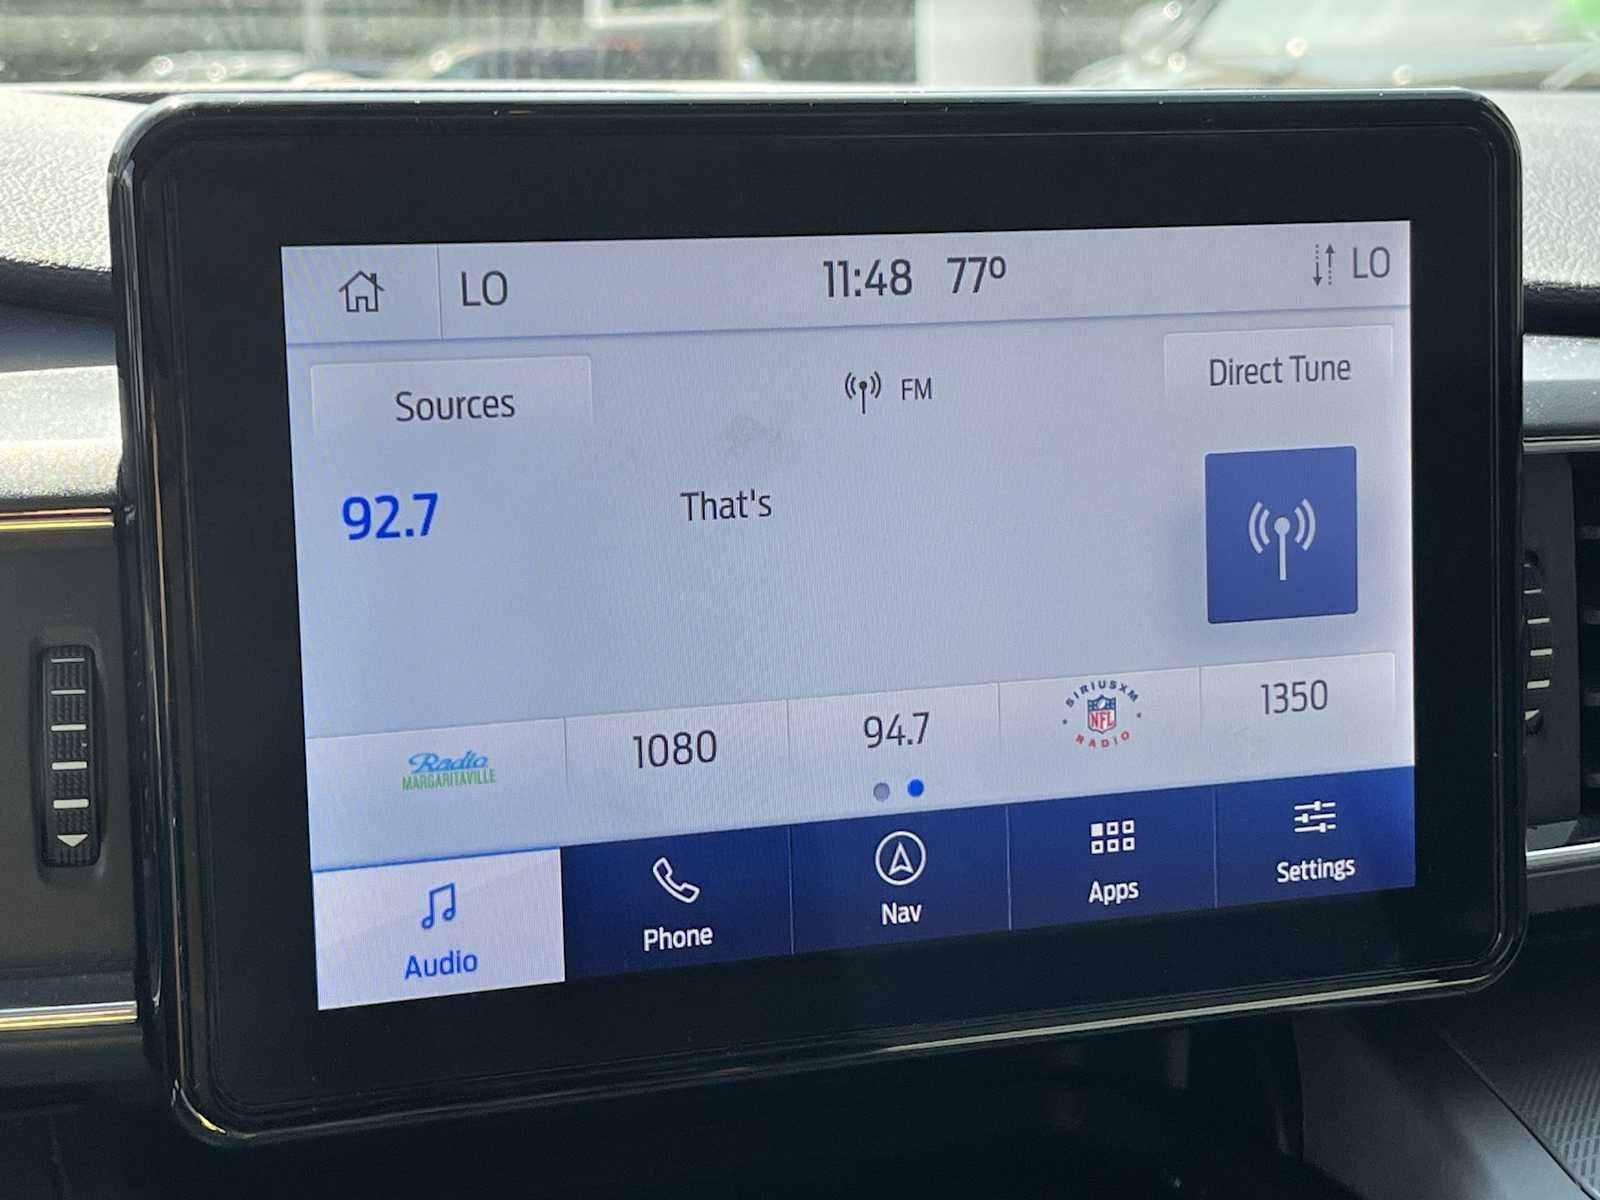 LO
11:48 77°
LO
Sources
FM
Direct Tune
92.7
That's
Radio
MARGARITAVILLE
1080
94.7
SIRIUSXM
NFL
RADIO
1350
Audio
Phone
Nav
Apps
Settings